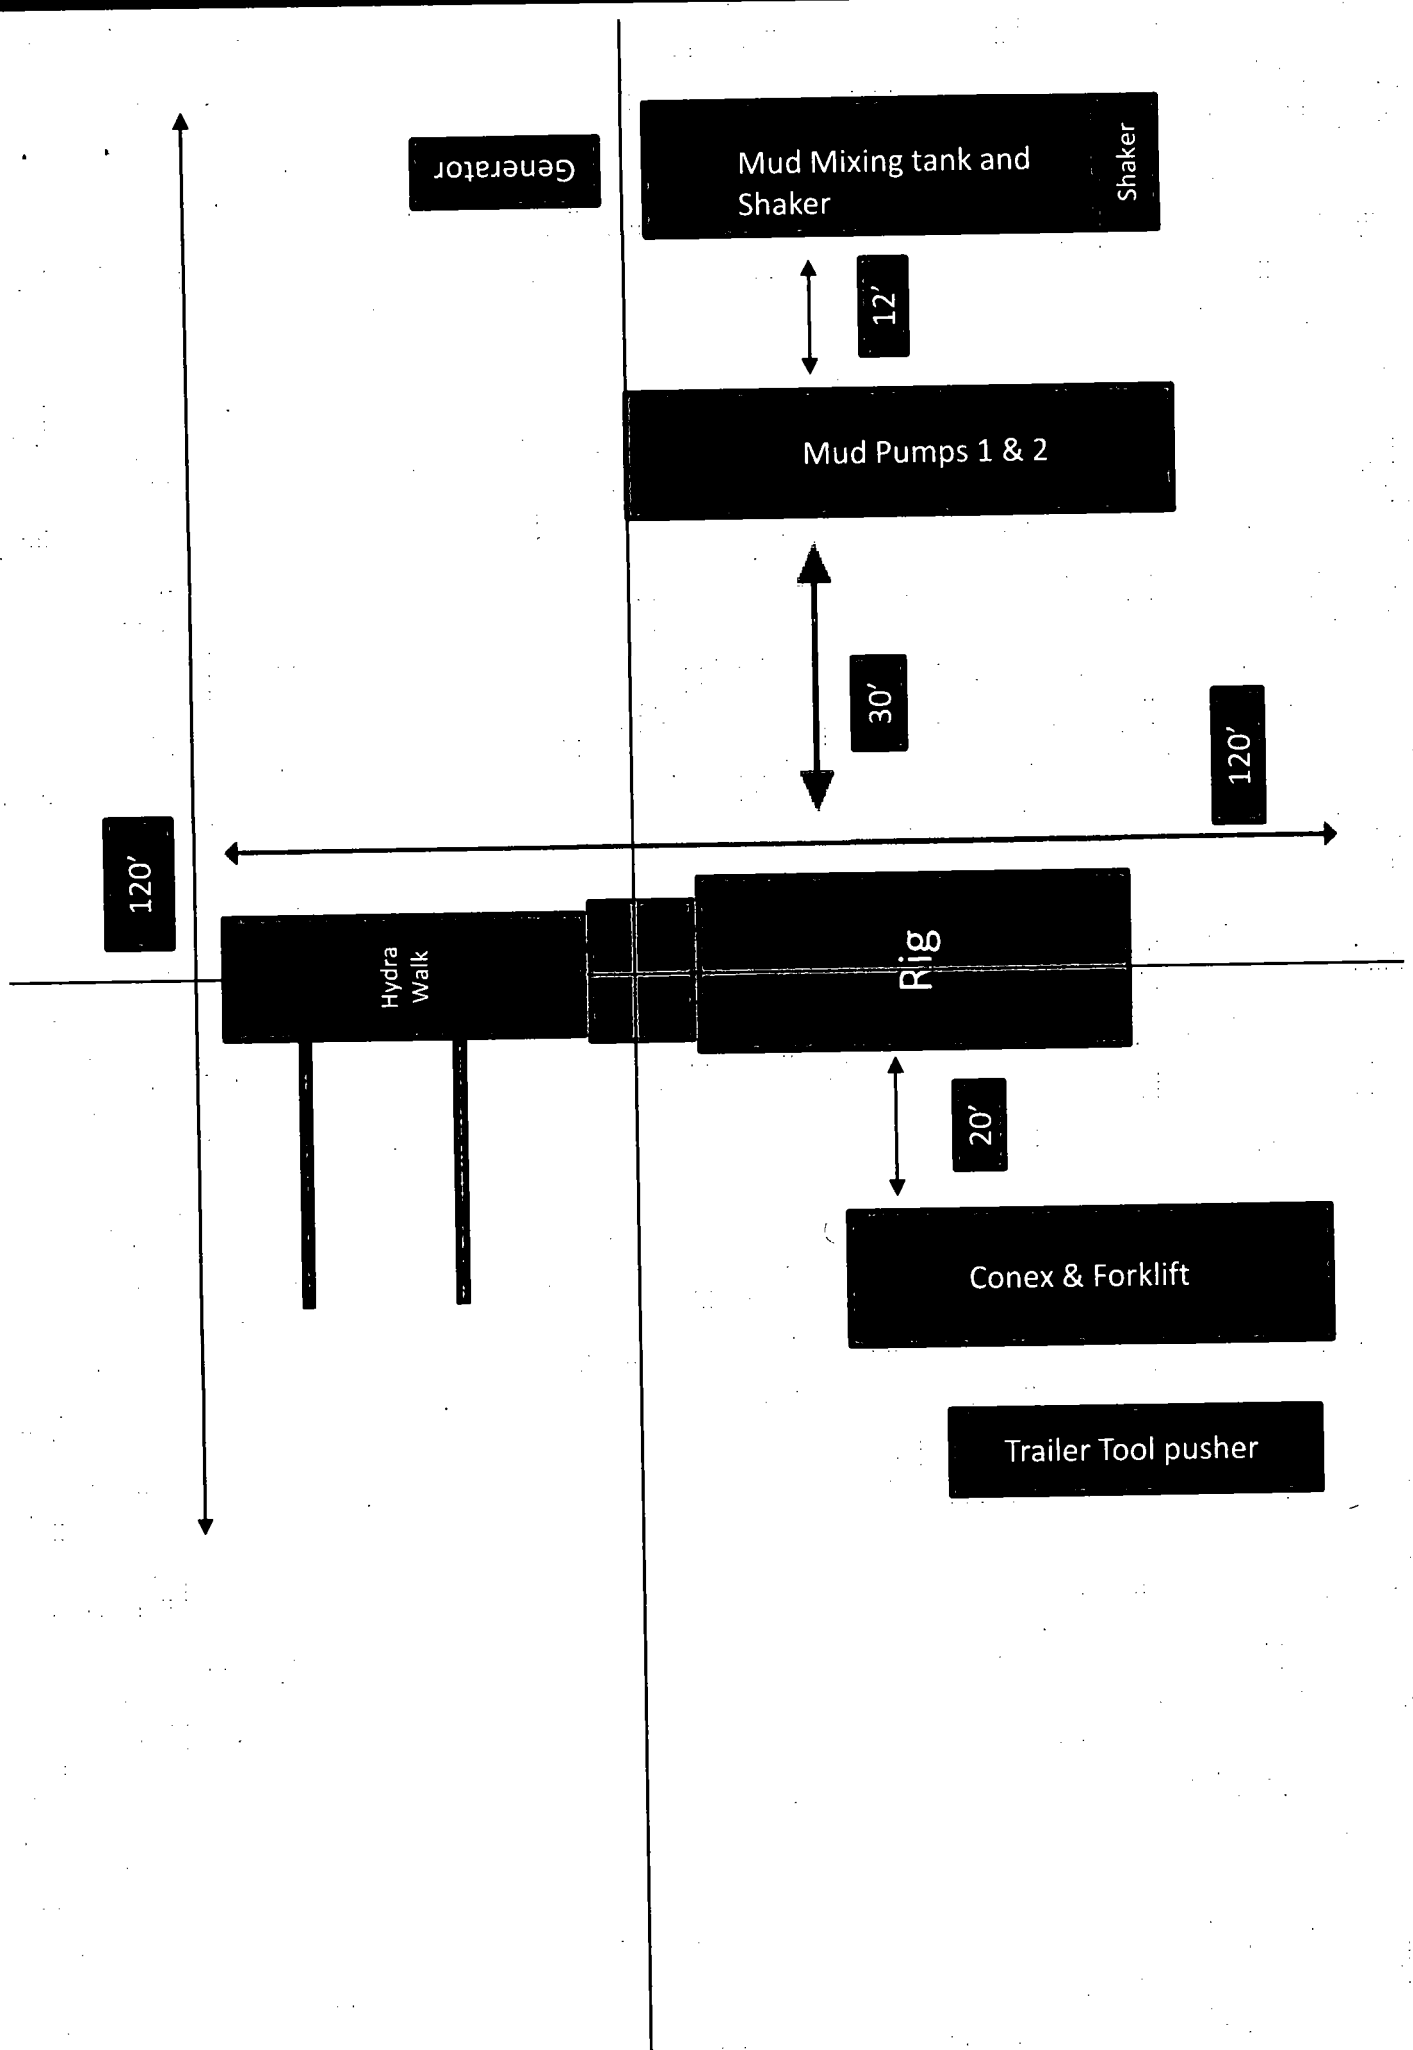 Generator
Mud Mixing tank and
Shaker
Shaker
12'
Mud Pumps 1 & 2
30'
120'
120'
Hydra
Walk
Rig
20'
Conex & Forklift
Trailer Tool pusher